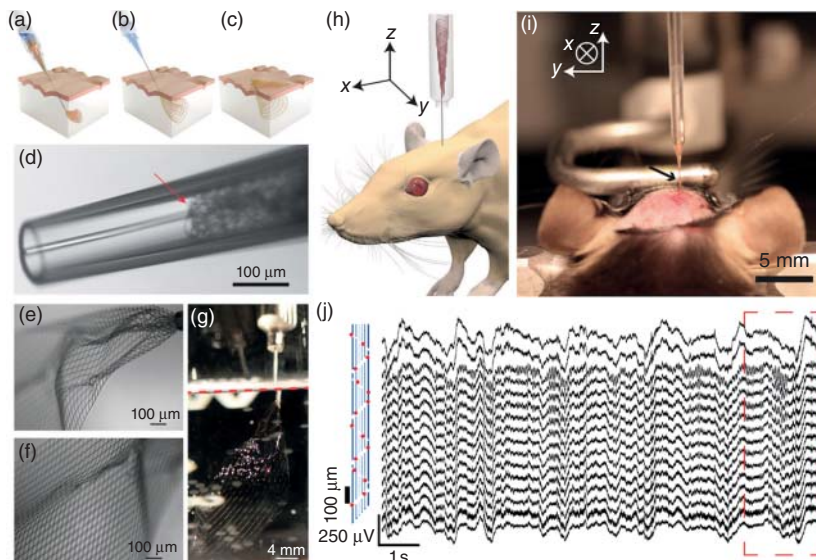 (a)
(b)
(c)
(d)
100 μm
(e)
100 μm
(f)
100 μm
(g)
4 mm
(h)
z
x
y
(i)
z
x
y
5 mm
(j)
100 μm
250 μV
1s